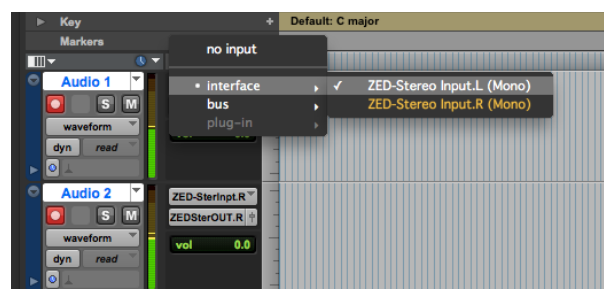 Key + Default: C major
Markers
no input
Audio 1
interface ZED-Stereo Input.L (Mono)
S M bus ZED-Stereo Input.R (Mono)
waveform plug-in
dyn read
Audio 2
S M ZED-SterInpt.R
ZEDSterOUT.R
waveform vol 0.0
dyn read